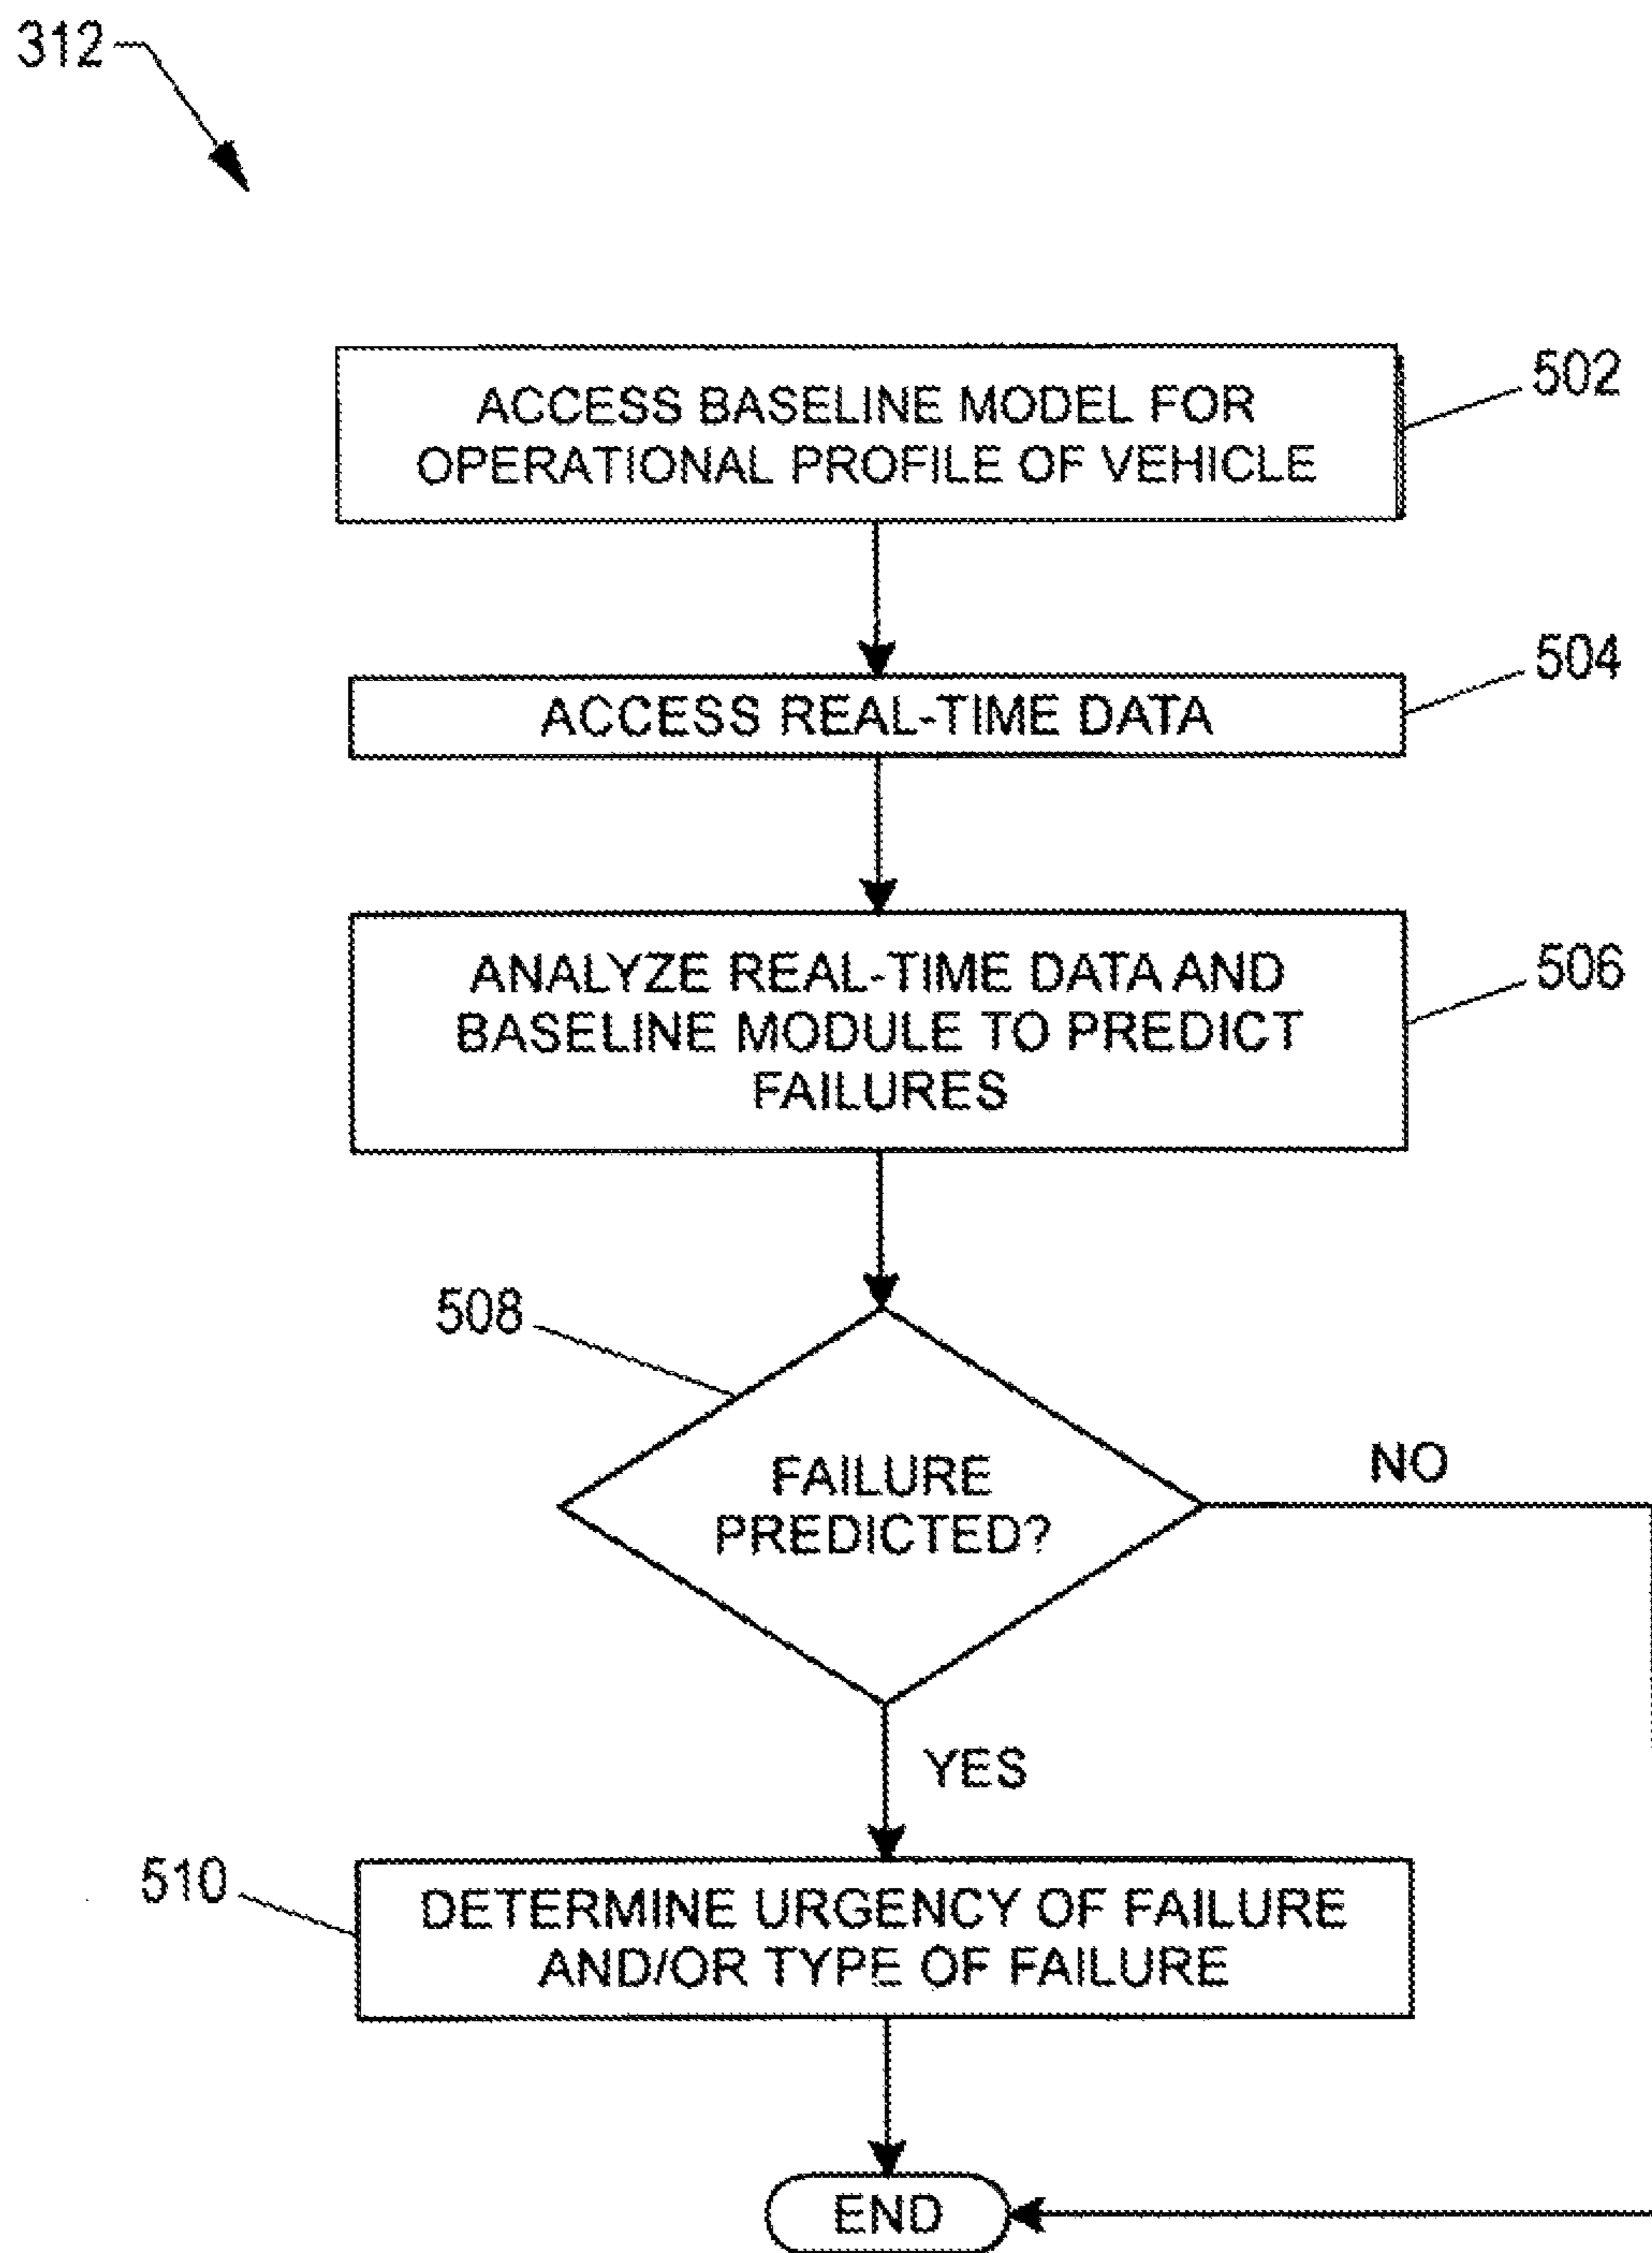 312
ACCESS BASELINE MODEL FOR
OPERATIONAL PROFILE OF VEHICLE
502
ACCESS REAL-TIME DATA
504
ANALYZE REAL-TIME DATA AND
BASELINE MODULE TO PREDICT
FAILURES
506
508
FAILURE
PREDICTED?
NO
YES
510
DETERMINE URGENCY OF FAILURE
AND/OR TYPE OF FAILURE
END